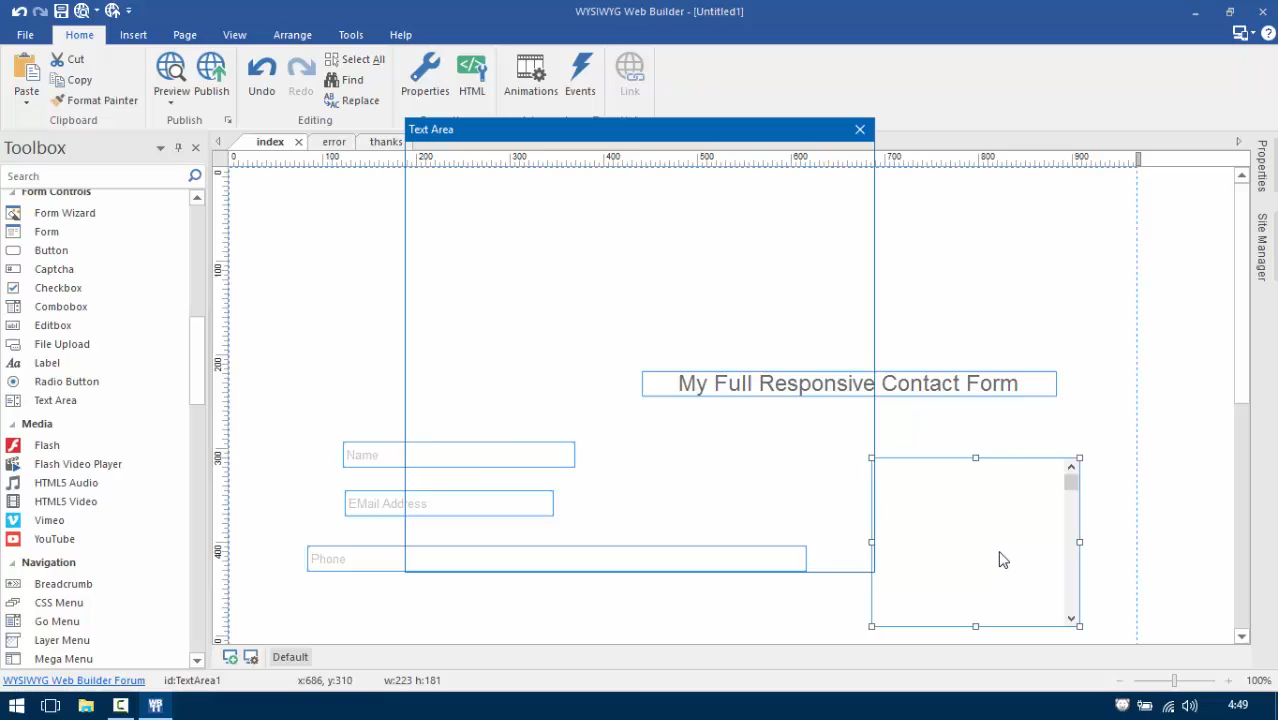 WYSIWYG Web Builder - [Untitled1]
File Home Insert Page View Arrange Tools Help
Paste
Cut
Copy
Format Painter
Clipboard
Preview Publish
Publish
Undo Redo
Select All
Find
Replace
Editing
Properties HTML
Animations Events
Link
Text Area
Toolbox
index error thanks
0 100 200 300 400 500 600 700 800 900
0 100 200 300 400
Search
Form Controls
Form Wizard
Form
Button
Captcha
Checkbox
Combobox
Editbox
File Upload
Aa Label
Radio Button
Text Area
Media
Flash
Flash Video Player
HTML5 Audio
HTML5 Video
Vimeo
YouTube
Navigation
Breadcrumb
CSS Menu
Go Menu
Layer Menu
Mega Menu
My Full Responsive Contact Form
Name
EMail Address
Phone
Properties
Site Manager
Default
WYSIWYG Web Builder Forum id:TextArea1 x:686, y:310 w:223 h:181 100%
4:49